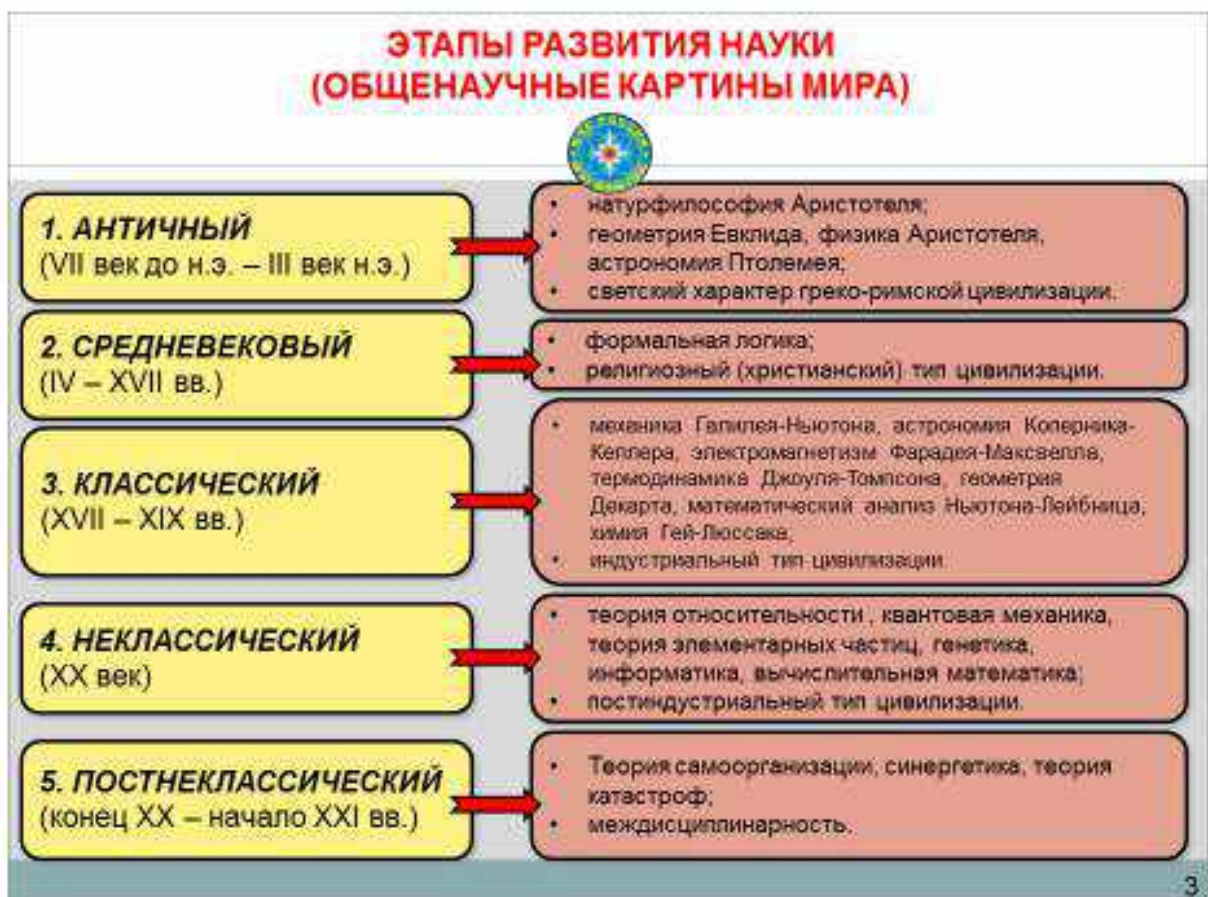 ЭТАПЫ РАЗВИТИЯ НАУКИ
(ОБЩЕНАУЧНЫЕ КАРТИНЫ МИРА)
1. АНТИЧНЫЙ
(VII век до н.э. – III век н.э.)
• натурфилософия Аристотеля;
• геометрия Евклида, физика Аристотеля,
астрономия Птолемея;
• светский характер греко-римской цивилизации.
2. СРЕДНЕВЕКОВЫЙ
(IV – XVII вв.)
• формальная логика;
• религиозный (христианский) тип цивилизации.
3. КЛАССИЧЕСКИЙ
(XVII – XIX вв.)
• механика Галилея-Ньютона, астрономия Коперника-
Кеплера, электромагнетизм Фарадея-Максвелла,
термодинамика Джоуля-Томпсона, геометрия
Декарта, математический анализ Ньютона-Лейбница,
химия Гей-Люссака;
• индустриальный тип цивилизации.
4. НЕКЛАССИЧЕСКИЙ
(XX век)
• теория относительности , квантовая механика,
теория элементарных частиц, генетика,
информатика, вычислительная математика;
• постиндустриальный тип цивилизации.
5. ПОСТНЕКЛАССИЧЕСКИЙ
(конец XX – начало XXI вв.)
• Теория самоорганизации, синергетика, теория
катастроф;
• междисциплинарность.
3